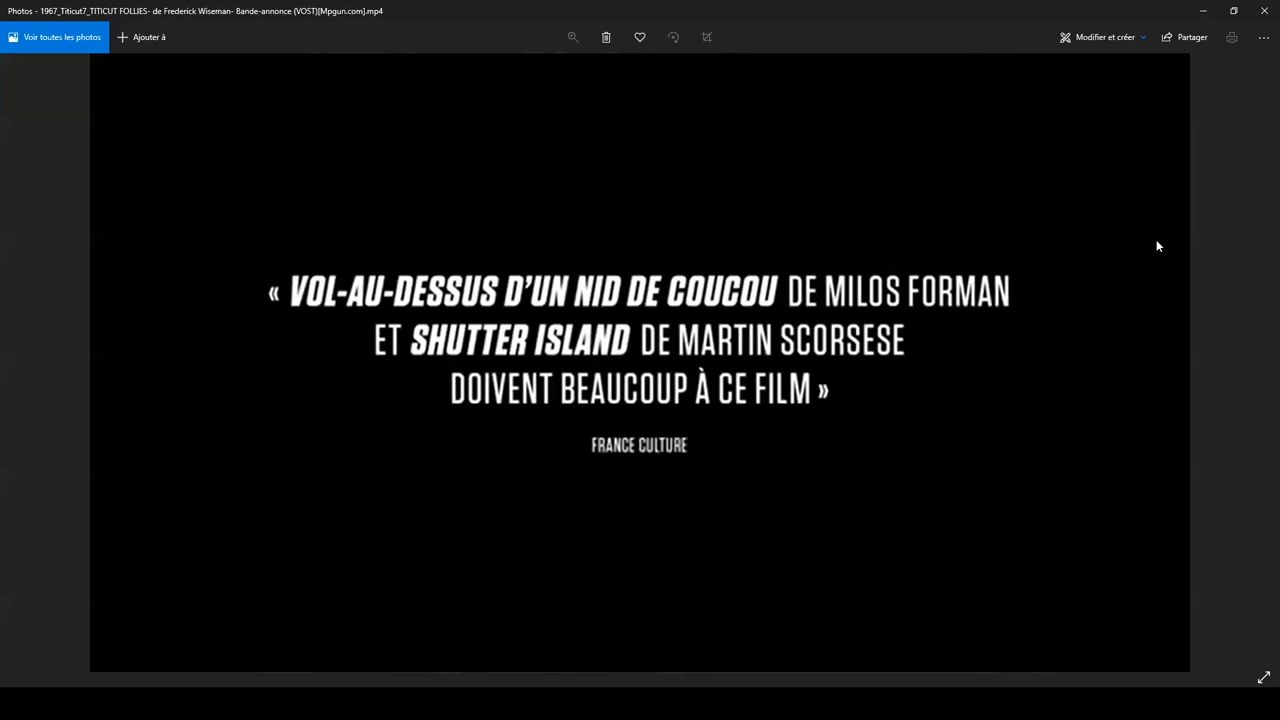 Photos - 1967_Titicut7_TITICUT FOLLIES- de Frederick Wiseman- Bande-annonce (VOST)[Mpgun.com].mp4
Voir toutes les photos
Ajouter à
Modifier et créer
Partager
« VOL-AU-DESSUS D'UN NID DE COUCOU DE MILOS FORMAN
ET SHUTTER ISLAND DE MARTIN SCORSESE
DOIVENT BEAUCOUP À CE FILM »
FRANCE CULTURE